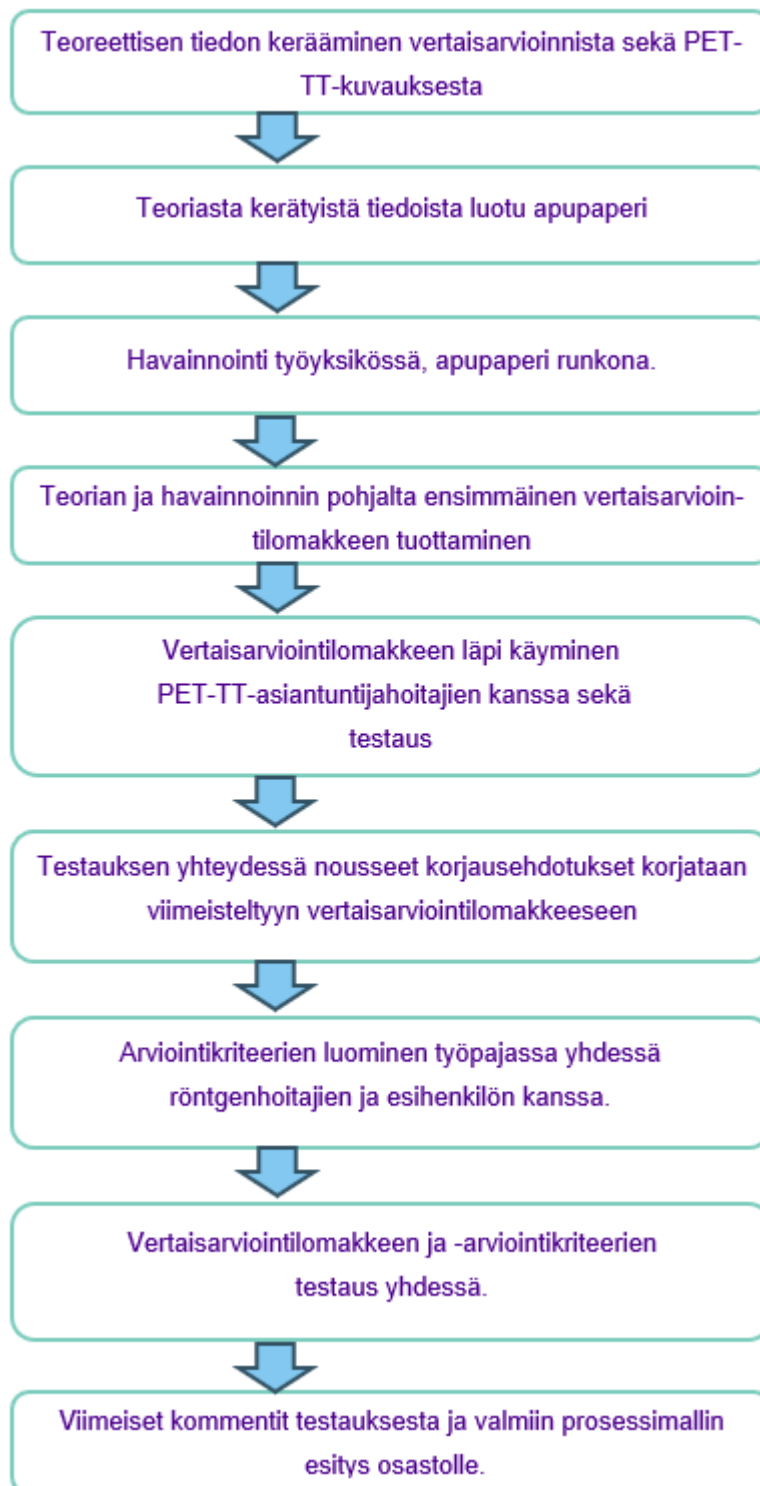 Teoreettisen tiedon kerääminen vertaisarvioinnista sekä PET-
TT-kuvauksesta
Teoriasta kerätyistä tiedoista luotu apupaperi
Havainnointi työyksikössä, apupaperi runkona.
Teorian ja havainnoinnin pohjalta ensimmäinen vertaisarvioin-
tilomakkeen tuottaminen
Vertaisarviointilomakkeen läpi käyminen
PET-TT-asiantuntijahoitajien kanssa sekä
testaus
Testauksen yhteydessä nousseet korjausehdotukset korjataan
viimeisteltyyn vertaisarviointilomakkeeseen
Arviointikriteerien luominen työpajassa yhdessä
röntgenhoitajien ja esihenkilön kanssa.
Vertaisarviointilomakkeen ja -arviointikriteerien
testaus yhdessä.
Viimeiset kommentit testauksesta ja valmiin prosessimallin
esitys osastolle.